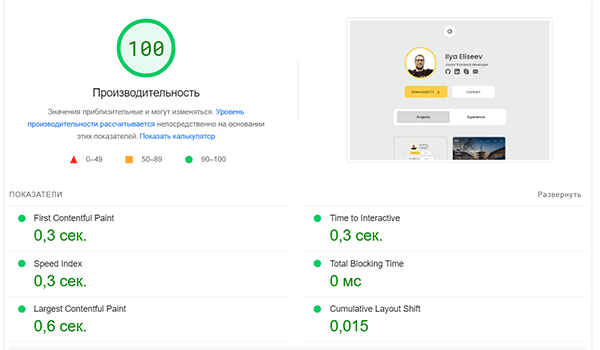 100
Производительность
Значения приблизительные и могут изменяться. Уровень
производительности рассчитывается непосредственно на основании
этих показателей. Показать калькулятор
0–49
50–89
90–100
Ilya Eliseev
Junior frontend developer
Download CV
Contact
Projects
Experience
ПОКАЗАТЕЛИ
Развернуть
First Contentful Paint
0,3 сек.
Time to Interactive
0,3 сек.
Speed Index
0,3 сек.
Total Blocking Time
0 мс
Largest Contentful Paint
0,6 сек.
Cumulative Layout Shift
0,015